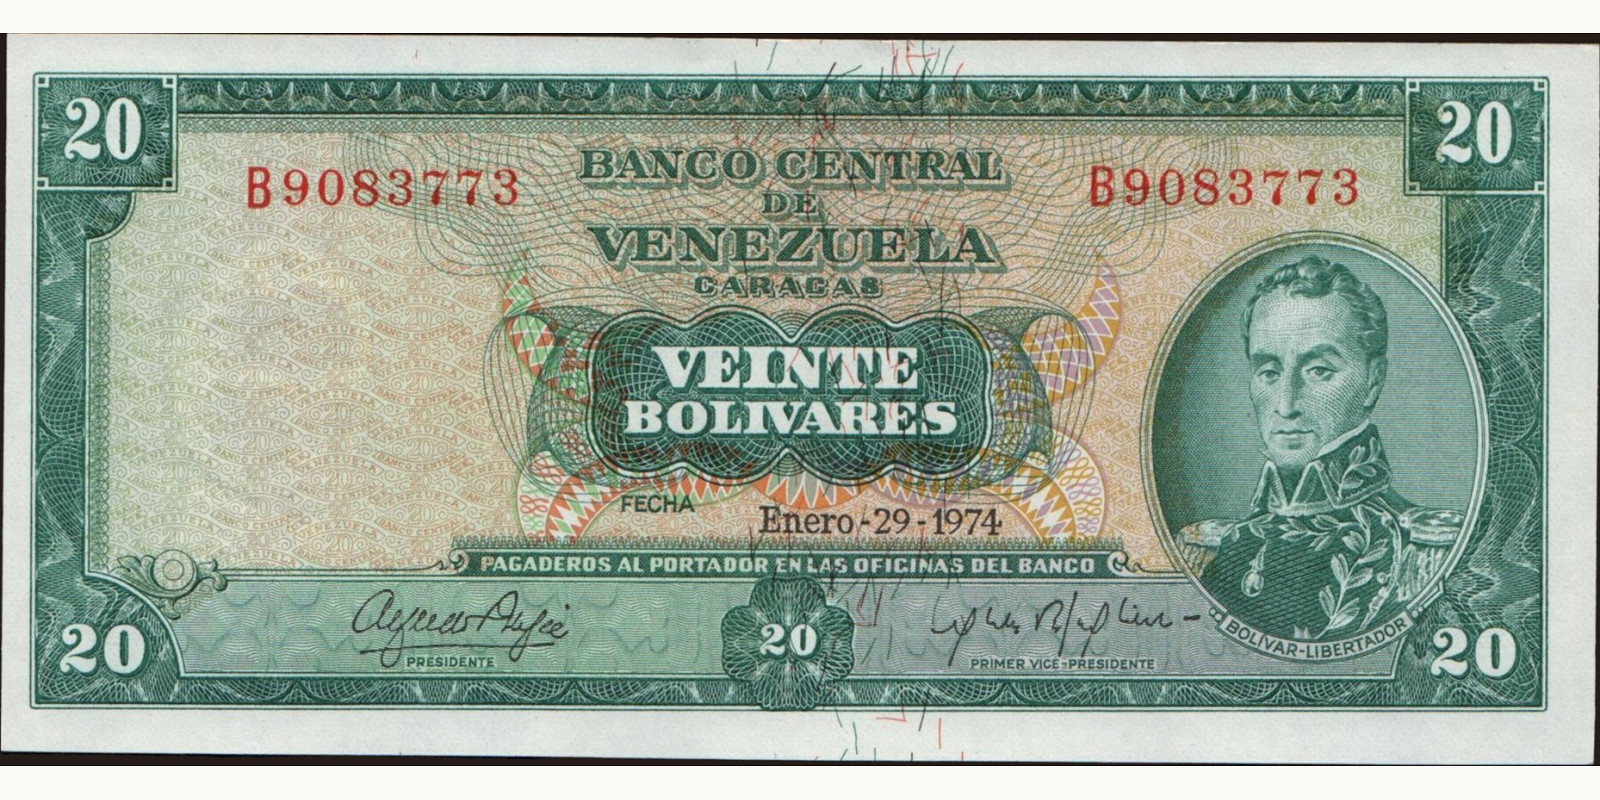 20 20
BANCO CENTRAL
B9083773 B9083773
DE
VENEZUELA
CARACAS
VEINTE
BOLIVARES
FECHA
Enero-29-1974
PAGADEROS AL PORTADOR EN LAS OFICINAS DEL BANCO
BOLIVAR-LIBERTADOR
20 20 20
PRESIDENTE PRIMER VICE-PRESIDENTE